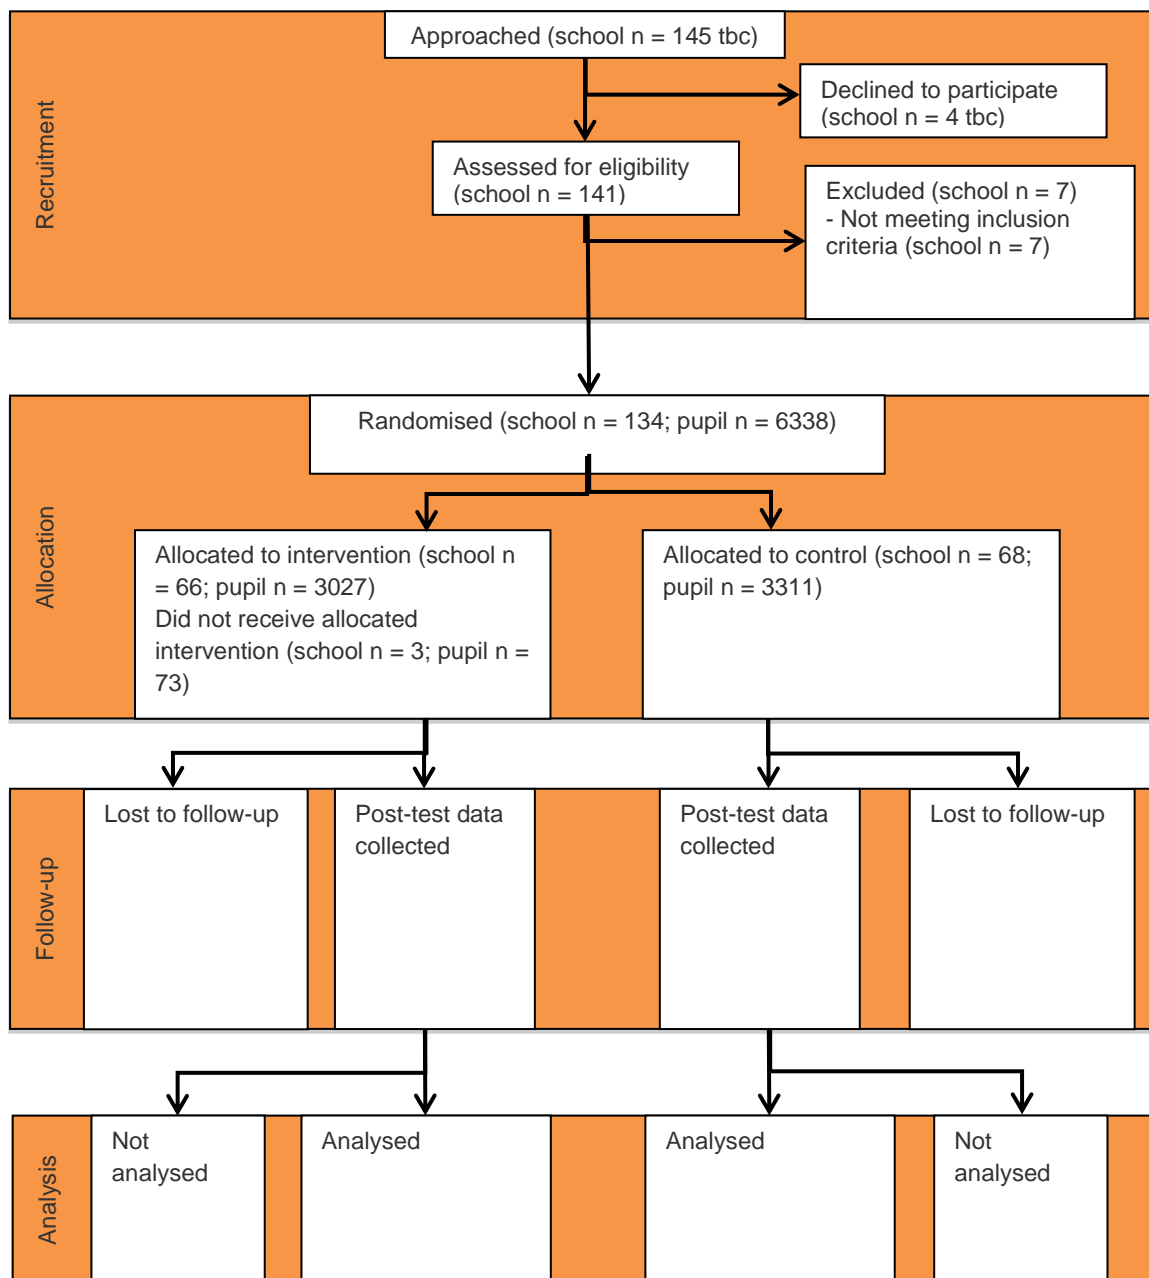 Recruitment
Approached (school n = 145 tbc)
Declined to participate
(school n = 4 tbc)
Assessed for eligibility
(school n = 141)
Excluded (school n = 7)
- Not meeting inclusion
criteria (school n = 7)
Allocation
Randomised (school n = 134; pupil n = 6338)
Allocated to intervention (school n
= 66; pupil n = 3027)
Did not receive allocated
intervention (school n = 3; pupil n =
73)
Allocated to control (school n = 68;
pupil n = 3311)
Follow-up
Lost to follow-up
Post-test data
collected
Post-test data
collected
Lost to follow-up
Analysis
Not
analysed
Analysed
Analysed
Not
analysed